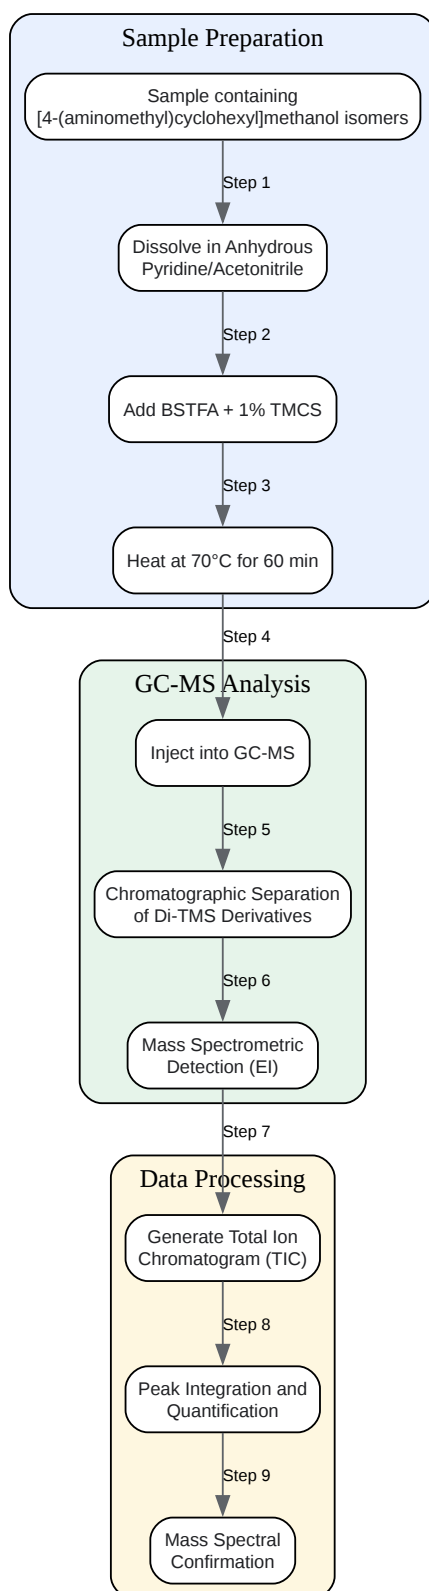 Sample Preparation
Sample containing
[4-(aminomethyl)cyclohexyl]methanol isomers
Step 1
Dissolve in Anhydrous
Pyridine/Acetonitrile
Step 2
Add BSTFA + 1% TMCS
Step 3
Heat at 70°C for 60 min
Step 4
GC-MS Analysis
Inject into GC-MS
Step 5
Chromatographic Separation
of Di-TMS Derivatives
Step 6
Mass Spectrometric
Detection (EI)
Step 7
Data Processing
Generate Total Ion
Chromatogram (TIC)
Step 8
Peak Integration and
Quantification
Step 9
Mass Spectral
Confirmation